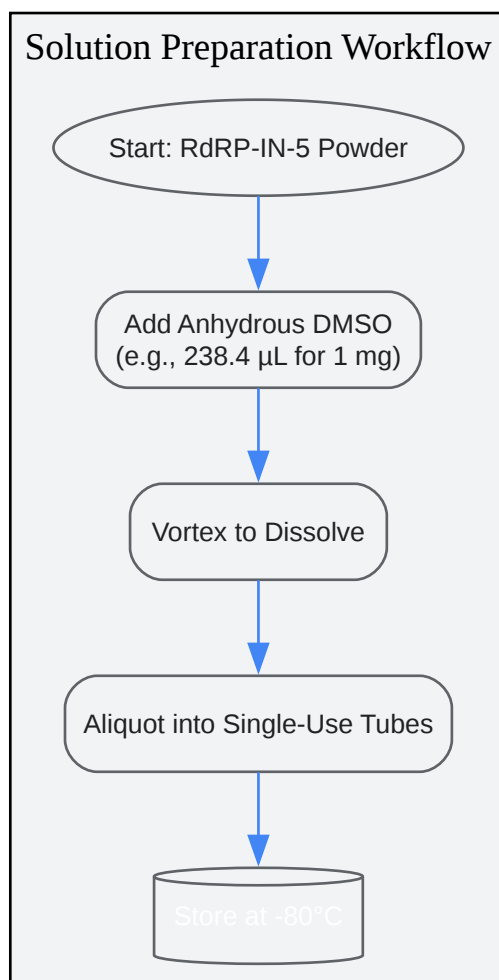 Solution Preparation Workflow
Start: RdRP-IN-5 Powder
Add Anhydrous DMSO
(e.g., 238.4 µL for 1 mg)
Vortex to Dissolve
Aliquot into Single-Use Tubes
Store at -80°C